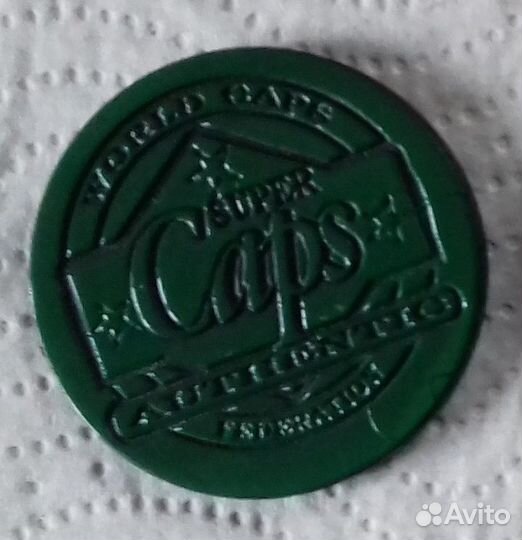 WORLD CAPS
SUPER
Caps
AUTHENTIC
FEDERATION
Avito